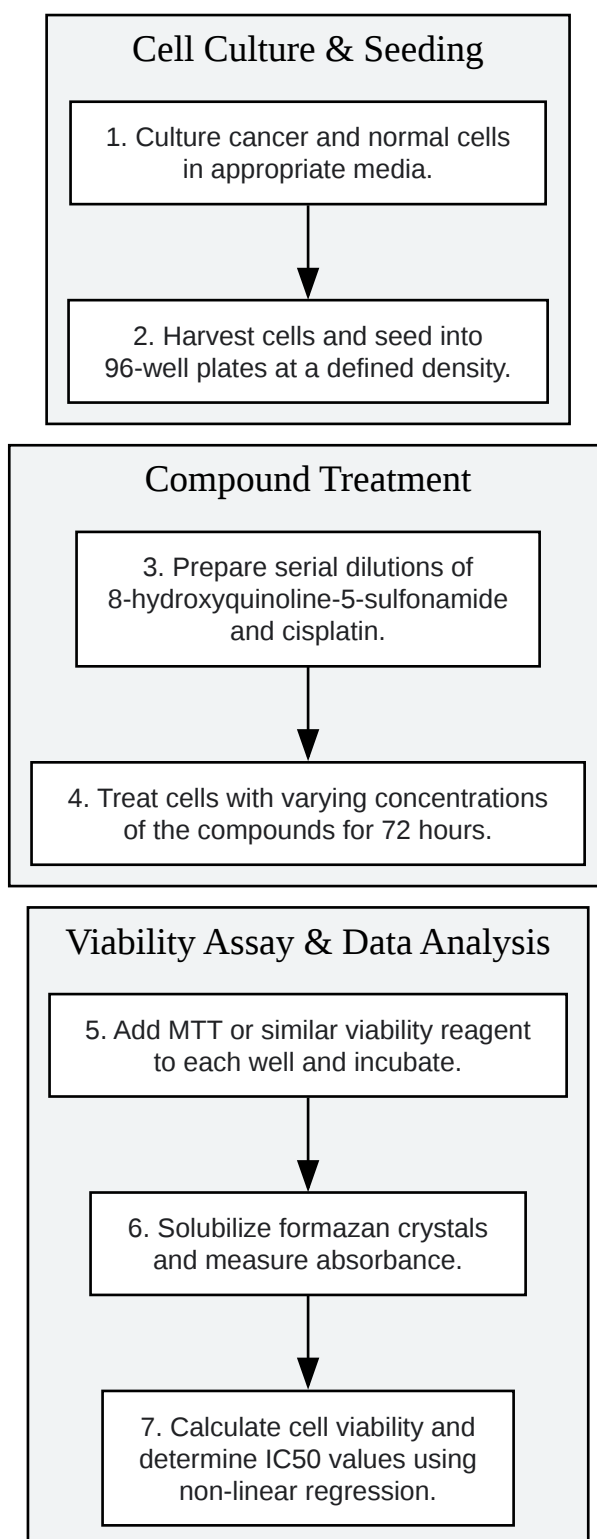 Cell Culture & Seeding
1. Culture cancer and normal cells
in appropriate media.
2. Harvest cells and seed into
96-well plates at a defined density.
Compound Treatment
3. Prepare serial dilutions of
8-hydroxyquinoline-5-sulfonamide
and cisplatin.
4. Treat cells with varying concentrations
of the compounds for 72 hours.
Viability Assay & Data Analysis
5. Add MTT or similar viability reagent
to each well and incubate.
6. Solubilize formazan crystals
and measure absorbance.
7. Calculate cell viability and
determine IC50 values using
non-linear regression.